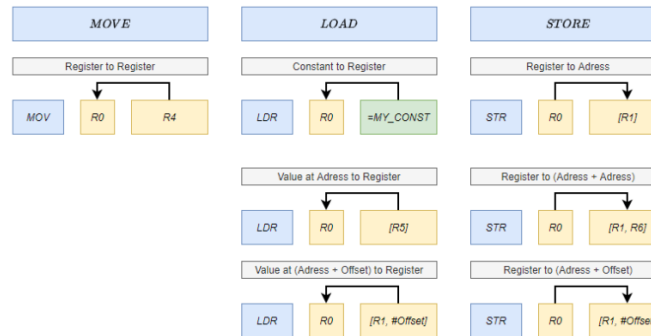 MOVE
LOAD
STORE
Register to Register
Constant to Register
Register to Adress
MOV R0 R4
LDR R0 =MY_CONST
STR R0 [R1]
Value at Adress to Register
Register to (Adress + Adress)
LDR R0 [R5]
STR R0 [R1, R6]
Value at (Adress + Offset) to Register
Register to (Adress + Offset)
LDR R0 [R1, #Offset]
STR R0 [R1, #Offse